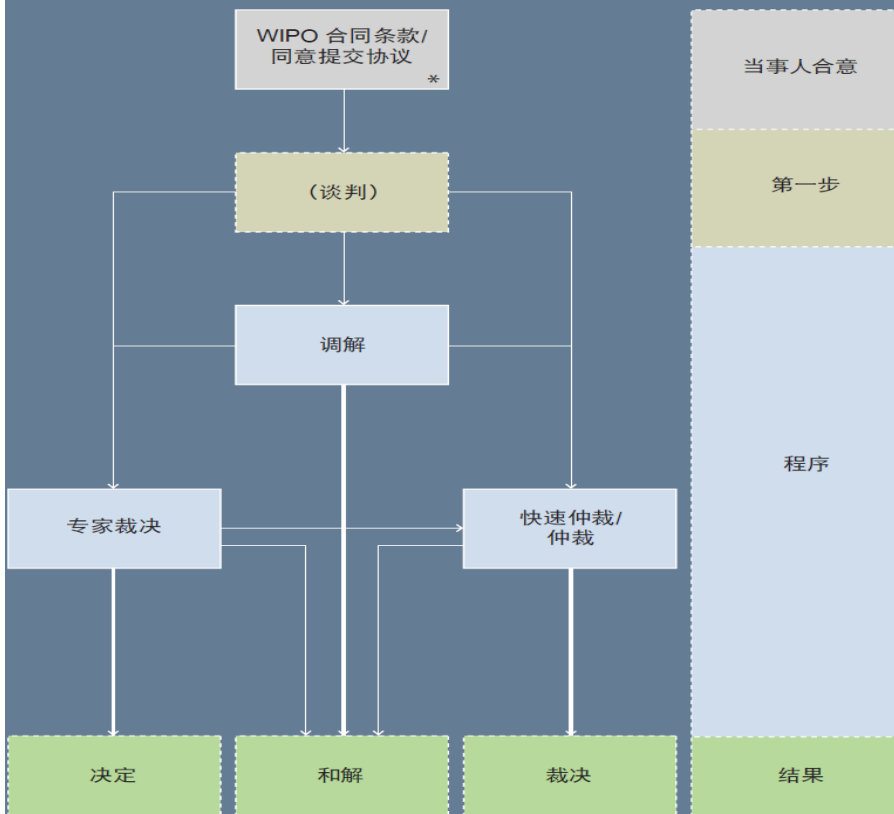 WIPO 合同条款/
同意提交协议
*
当事人合意
（谈判）
第一步
调解
程序
专家裁决
快速仲裁/
仲裁
决定
和解
裁决
结果